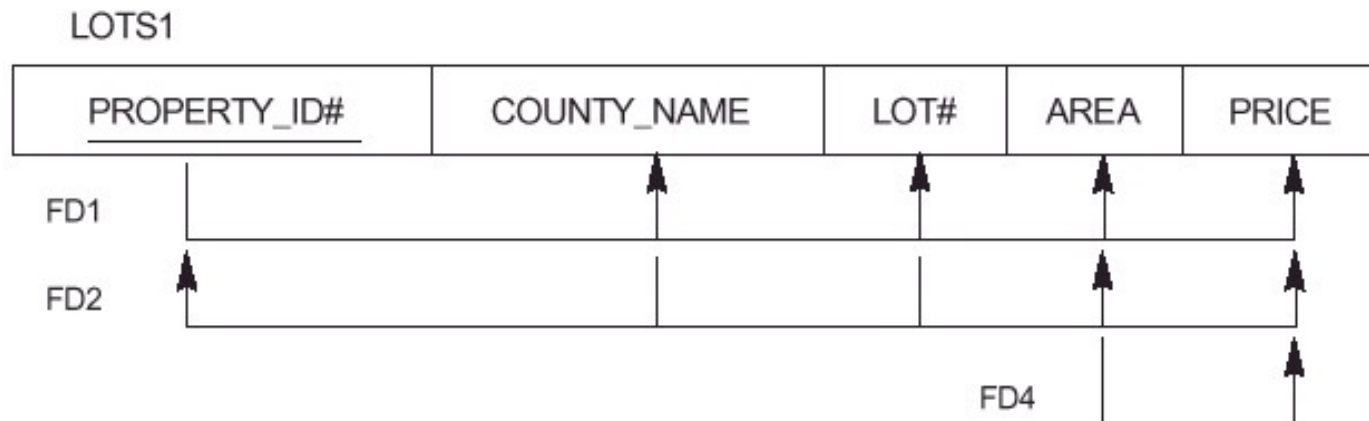 LOTS1
PROPERTY_ID# COUNTY_NAME LOT# AREA PRICE
FD1
FD2
FD4